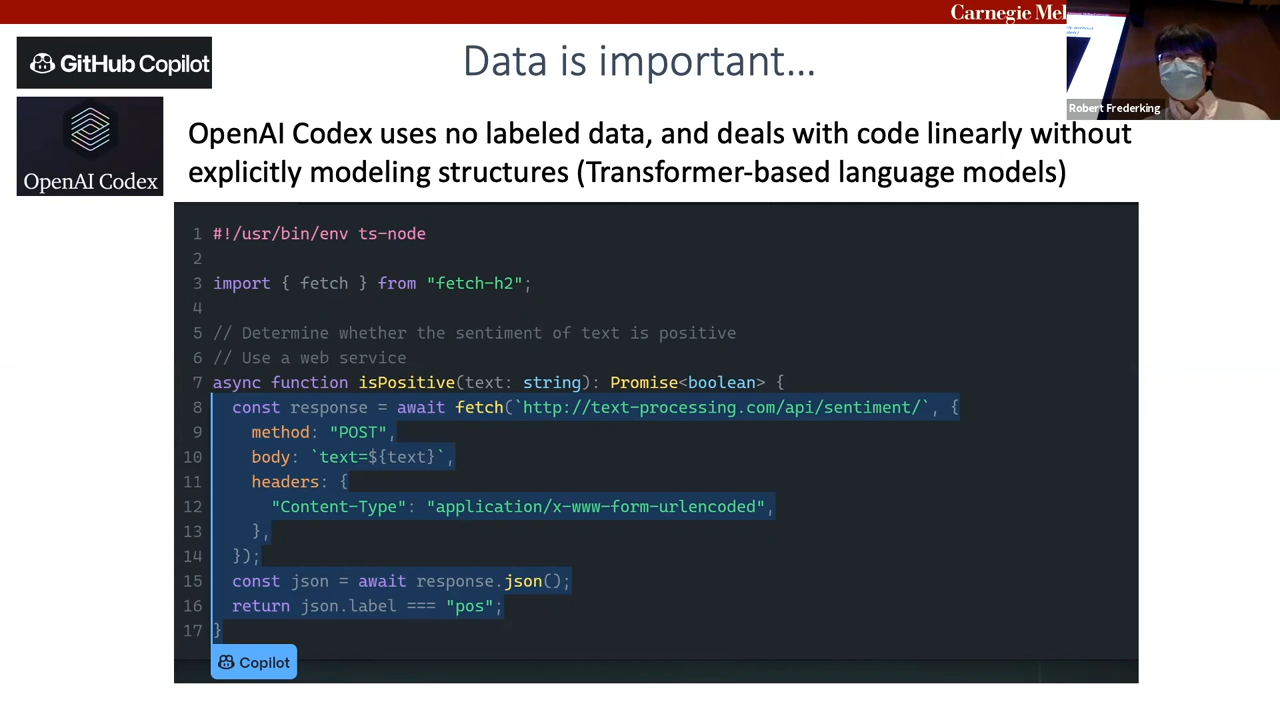 Carnegie Mel
GitHub Copilot
Data is important...
Robert Frederking
OpenAI Codex
OpenAI Codex uses no labeled data, and deals with code linearly without
explicitly modeling structures (Transformer-based language models)
1 #!/usr/bin/env ts-node
2
3 import { fetch } from "fetch-h2";
4
5 // Determine whether the sentiment of text is positive
6 // Use a web service
7 async function isPositive(text: string): Promise<boolean> {
8 const response = await fetch(`http://text-processing.com/api/sentiment/`, {
9 method: "POST",
10 body: `text=${text}`,
11 headers: {
12 "Content-Type": "application/x-www-form-urlencoded",
13 },
14 });
15 const json = await response.json();
16 return json.label === "pos";
17 }
Copilot